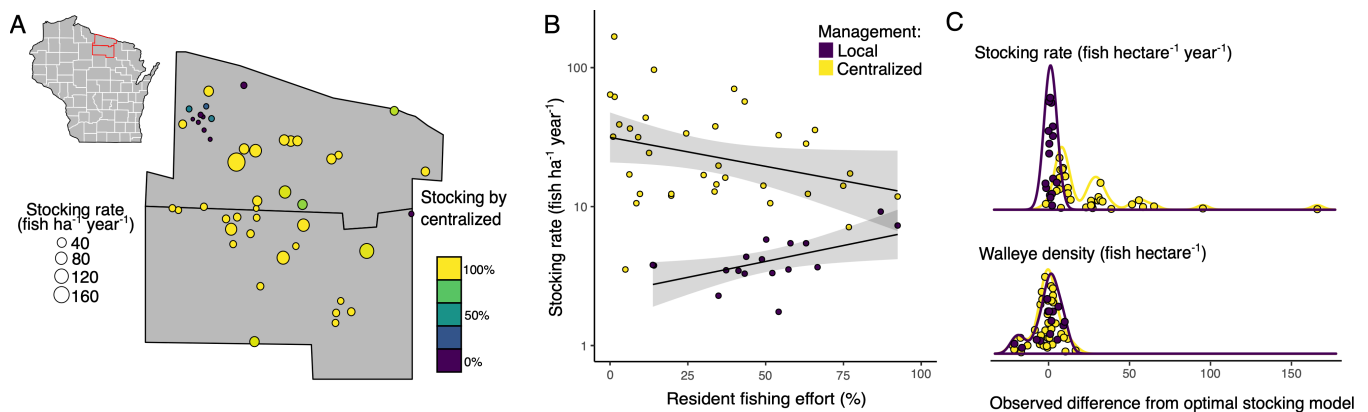 A
Stocking rate
(fish ha⁻¹ year⁻¹)
40
80
120
160
Stocking by
centralized
100%
50%
0%
B
Management:
Local
Centralized
Stocking rate (fish ha⁻¹ year⁻¹)
100
10
1
0
25
50
75
100
Resident fishing effort (%)
C
Stocking rate (fish hectare⁻¹ year⁻¹)
Walleye density (fish hectare⁻¹)
0
50
100
150
Observed difference from optimal stocking model